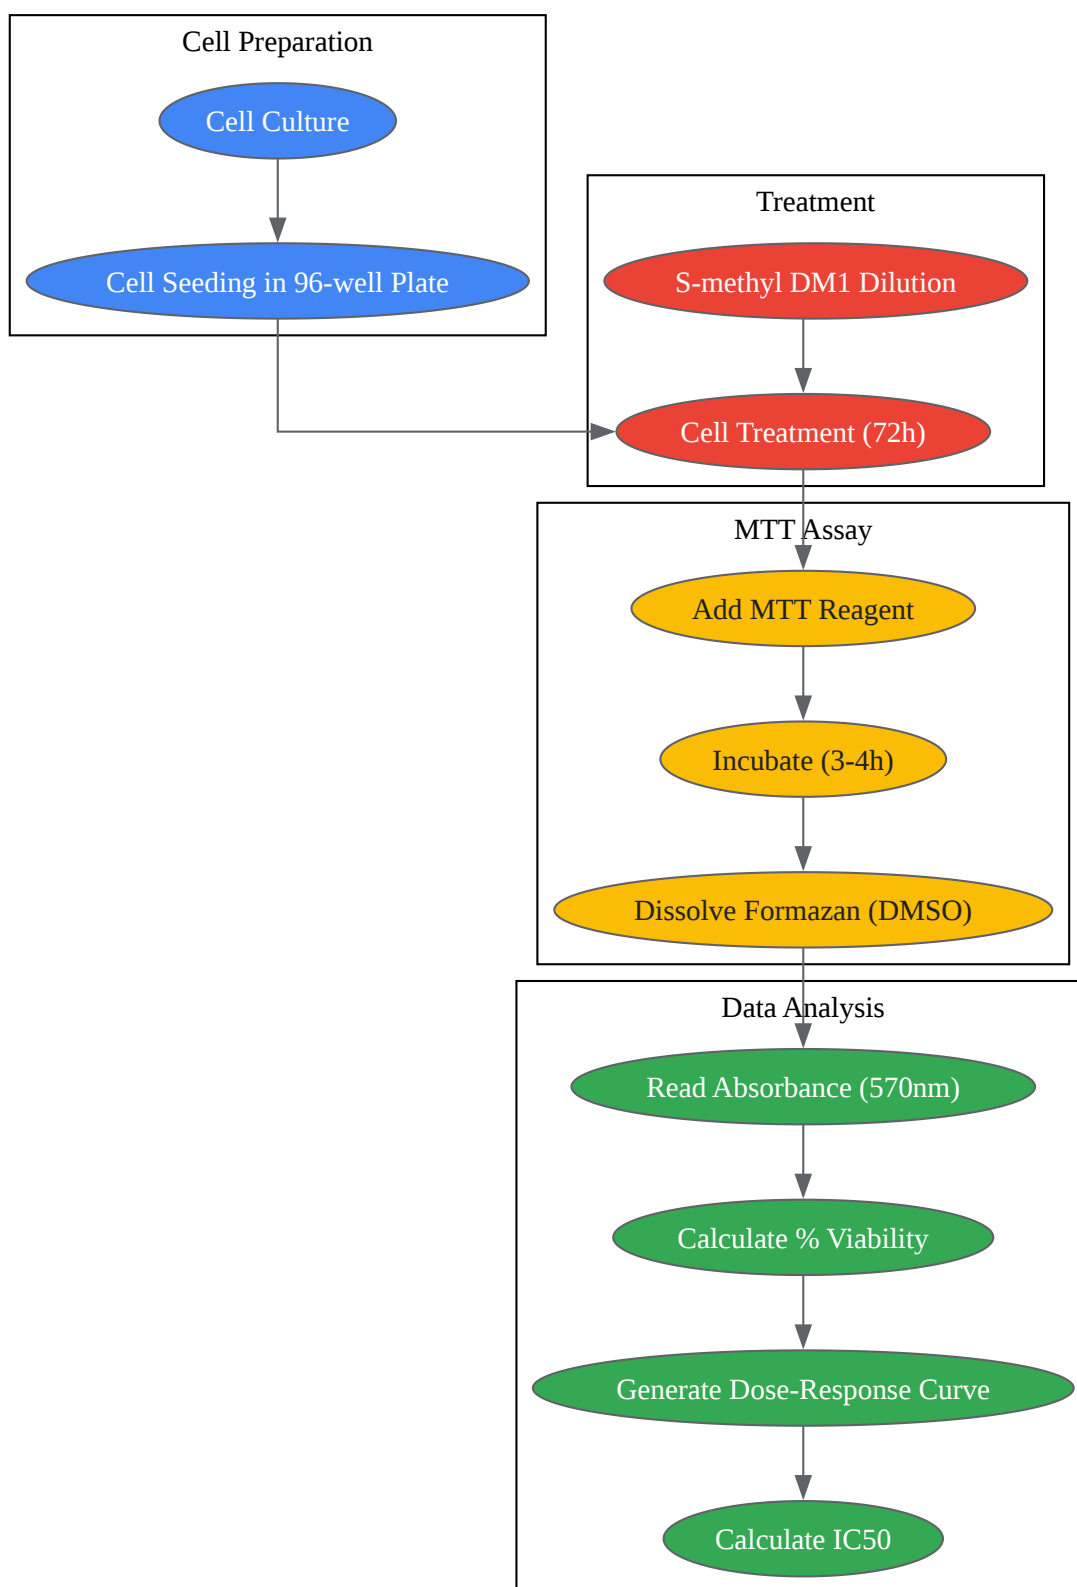 Cell Preparation
Cell Culture
Cell Seeding in 96-well Plate
Treatment
S-methyl DM1 Dilution
Cell Treatment (72h)
MTT Assay
Add MTT Reagent
Incubate (3-4h)
Dissolve Formazan (DMSO)
Data Analysis
Read Absorbance (570nm)
Calculate % Viability
Generate Dose-Response Curve
Calculate IC50